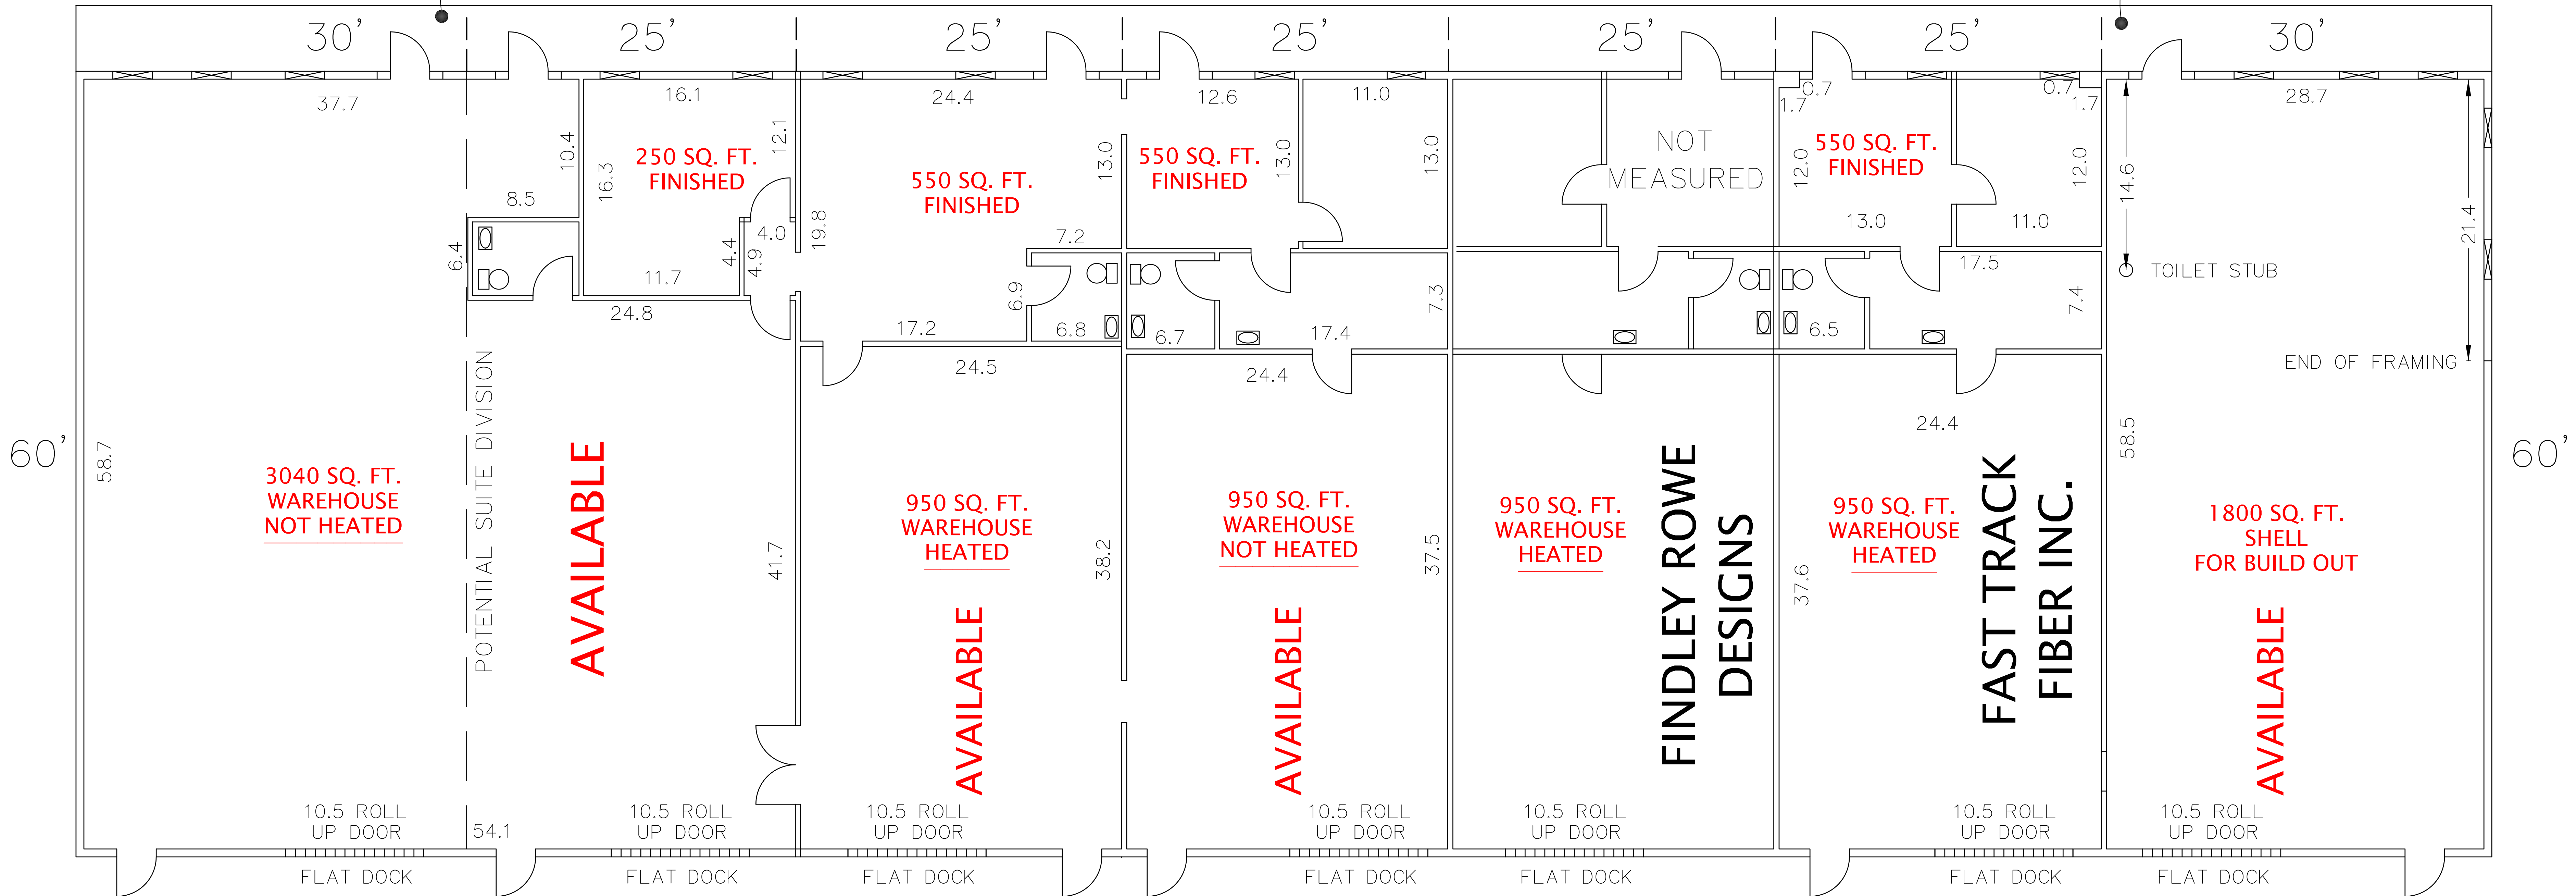 30'
25'
25'
25'
25'
25'
30'
37.7
16.1
24.4
12.6
11.0
0.7
1.7
0.7
1.7
28.7
10.4
16.3
12.1
250 SQ. FT.
FINISHED
13.0
550 SQ. FT.
FINISHED
550 SQ. FT.
FINISHED
13.0
13.0
NOT
MEASURED
12.0
550 SQ. FT.
FINISHED
12.0
14.6
21.4
8.5
4.0
19.8
7.2
13.0
11.0
6.4
4.4
4.9
11.7
6.9
7.3
17.5
7.4
TOILET STUB
24.8
17.2
6.8
6.7
17.4
6.5
END OF FRAMING
24.5
24.4
24.4
60'
58.7
POTENTIAL SUITE DIVISION
58.5
60'
3040 SQ. FT.
WAREHOUSE
NOT HEATED
AVAILABLE
41.7
950 SQ. FT.
WAREHOUSE
HEATED
38.2
950 SQ. FT.
WAREHOUSE
NOT HEATED
37.5
950 SQ. FT.
WAREHOUSE
HEATED
FINDLEY ROWE
DESIGNS
37.6
950 SQ. FT.
WAREHOUSE
HEATED
FAST TRACK
FIBER INC.
1800 SQ. FT.
SHELL
FOR BUILD OUT
AVAILABLE
AVAILABLE
AVAILABLE
10.5 ROLL
UP DOOR
54.1
10.5 ROLL
UP DOOR
10.5 ROLL
UP DOOR
10.5 ROLL
UP DOOR
10.5 ROLL
UP DOOR
10.5 ROLL
UP DOOR
10.5 ROLL
UP DOOR
FLAT DOCK
FLAT DOCK
FLAT DOCK
FLAT DOCK
FLAT DOCK
FLAT DOCK
FLAT DOCK